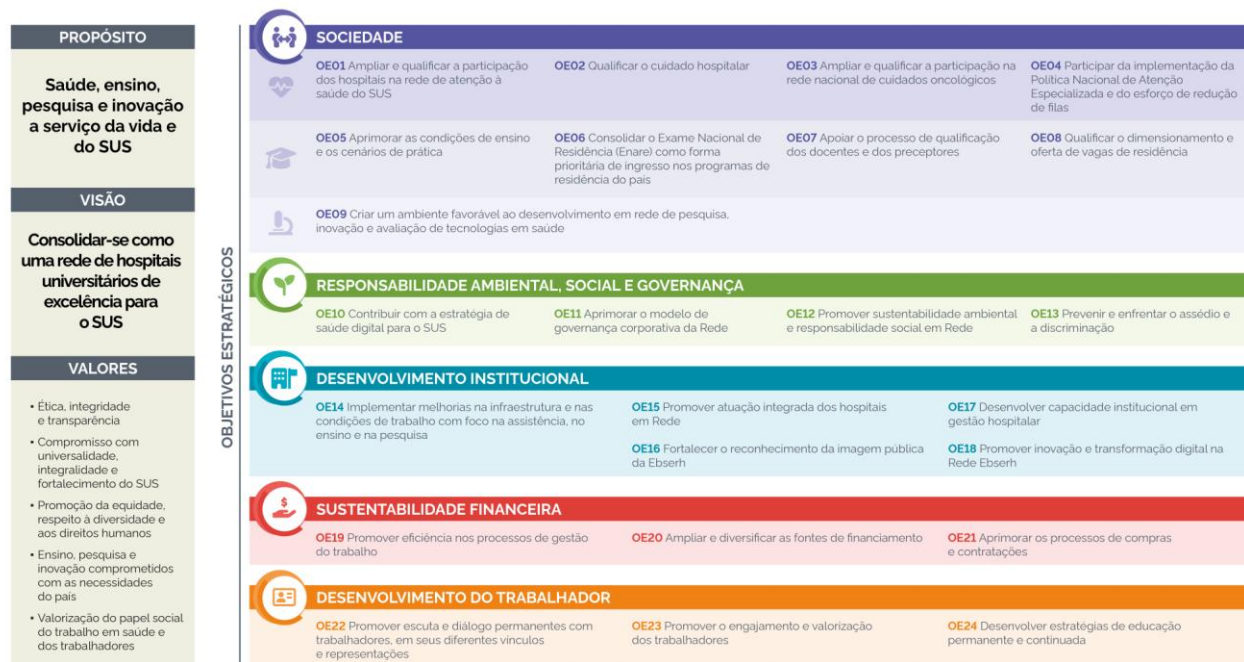 PROPÓSITO
Saúde, ensino,
pesquisa e inovação
a serviço da vida e
do SUS
VISÃO
Consolidar-se como
uma rede de hospitais
universitários de
excelência para
o SUS
VALORES
• Ética, integridade
e transparência
• Compromisso com
universalidade,
integralidade e
fortalecimento do SUS
• Promoção da equidade,
respeito à diversidade e
aos direitos humanos
• Ensino, pesquisa e
inovação comprometidos
com as necessidades
do país
• Valorização do papel social
do trabalho em saúde e
dos trabalhadores
OBJETIVOS ESTRATÉGICOS
SOCIEDADE
OE01 Ampliar e qualificar a participação
dos hospitais na rede de atenção à
saúde do SUS
OE02 Qualificar o cuidado hospitalar
OE03 Ampliar e qualificar a participação na
rede nacional de cuidados oncológicos
OE04 Participar da implementação da
Política Nacional de Atenção
Especializada e do esforço de redução
de filas
OE05 Aprimorar as condições de ensino
e os cenários de prática
OE06 Consolidar o Exame Nacional de
Residência (Enare) como forma
prioritária de ingresso nos programas de
residência do país
OE07 Apoiar o processo de qualificação
dos docentes e dos preceptores
OE08 Qualificar o dimensionamento e
oferta de vagas de residência
OE09 Criar um ambiente favorável ao desenvolvimento em rede de pesquisa,
inovação e avaliação de tecnologias em saúde
RESPONSABILIDADE AMBIENTAL, SOCIAL E GOVERNANÇA
OE10 Contribuir com a estratégia de
saúde digital para o SUS
OE11 Aprimorar o modelo de
governança corporativa da Rede
OE12 Promover sustentabilidade ambiental
e responsabilidade social em Rede
OE13 Prevenir e enfrentar o assédio e
a discriminação
DESENVOLVIMENTO INSTITUCIONAL
OE14 Implementar melhorias na infraestrutura e nas
condições de trabalho com foco na assistência, no
ensino e na pesquisa
OE15 Promover atuação integrada dos hospitais
em Rede
OE16 Fortalecer o reconhecimento da imagem pública
da Ebserh
OE17 Desenvolver capacidade institucional em
gestão hospitalar
OE18 Promover inovação e transformação digital na
Rede Ebserh
$
SUSTENTABILIDADE FINANCEIRA
OE19 Promover eficiência nos processos de gestão
do trabalho
OE20 Ampliar e diversificar as fontes de financiamento
OE21 Aprimorar os processos de compras
e contratações
DESENVOLVIMENTO DO TRABALHADOR
OE22 Promover escuta e diálogo permanentes com
trabalhadores, em seus diferentes vínculos
e representações
OE23 Promover o engajamento e valorização
dos trabalhadores
OE24 Desenvolver estratégias de educação
permanente e continuada